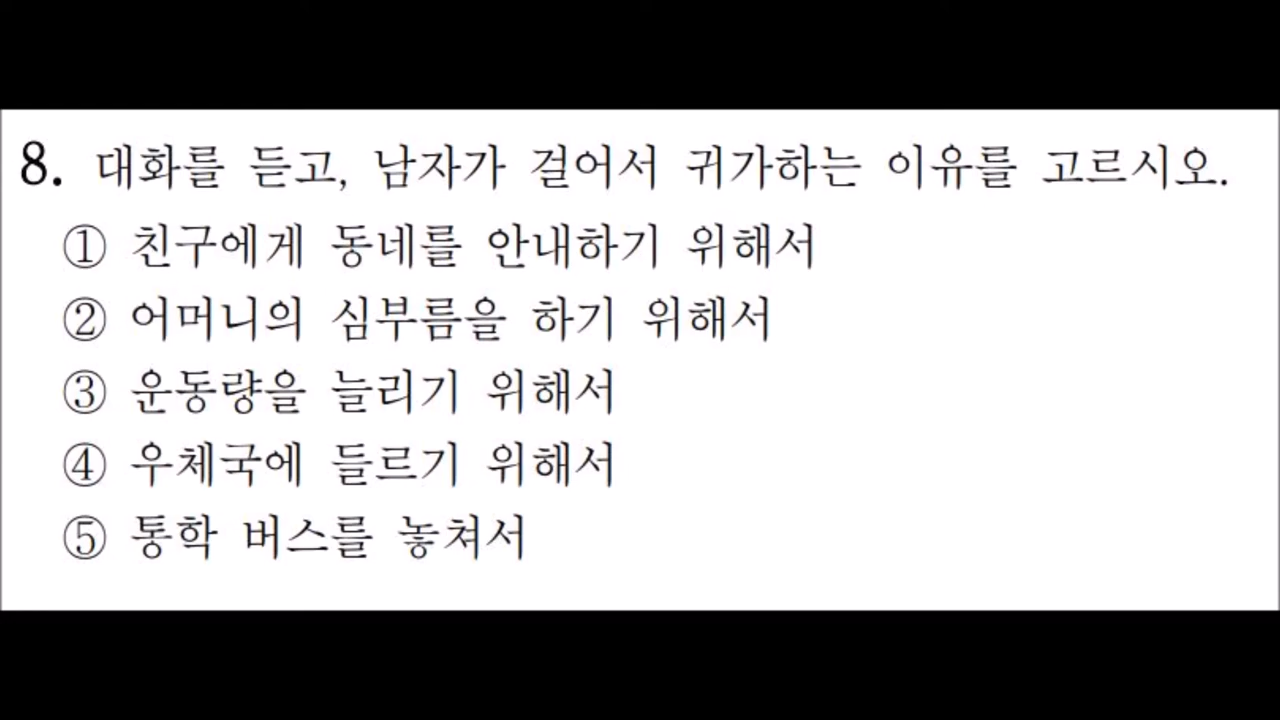 8. 대화를 듣고, 남자가 걸어서 귀가하는 이유를 고르시오.
① 친구에게 동네를 안내하기 위해서
② 어머니의 심부름을 하기 위해서
③ 운동량을 늘리기 위해서
④ 우체국에 들르기 위해서
⑤ 통학 버스를 놓쳐서